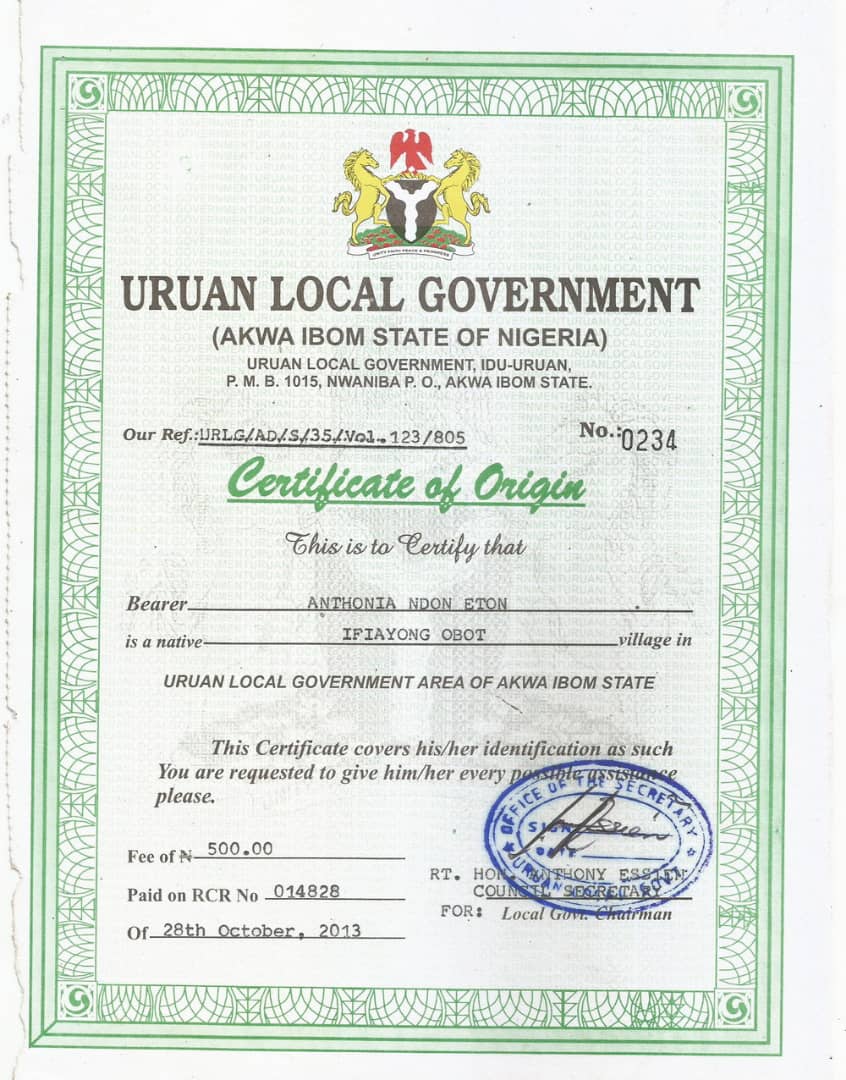 UNITY FAITH PEACE & PROGRESS
URUAN LOCAL GOVERNMENT
(AKWA IBOM STATE OF NIGERIA)
URUAN LOCAL GOVERNMENT, IDU-URUAN,
P. M. B. 1015, NWANIBA P. O., AKWA IBOM STATE.
Our Ref.: URLG/AD/S/35/Vol. 123/805 No.: 0234
Certificate of Origin
This is to Certify that
Bearer ANTHONIA NDON ETON
is a native IFIAYONG OBOT village in
URUAN LOCAL GOVERNMENT AREA OF AKWA IBOM STATE
This Certificate covers his/her identification as such
You are requested to give him/her every possible assistance
please.
OFFICE OF THE SECRETARY
SIGN
DATE
URUAN LOCAL GOVT
Fee of ₦ 500.00
RT. HON. ANTHONY ESSIEN
COUNCIL SECRETARY
Paid on RCR No 014828
FOR: Local Govt. Chairman
Of 28th October, 2013